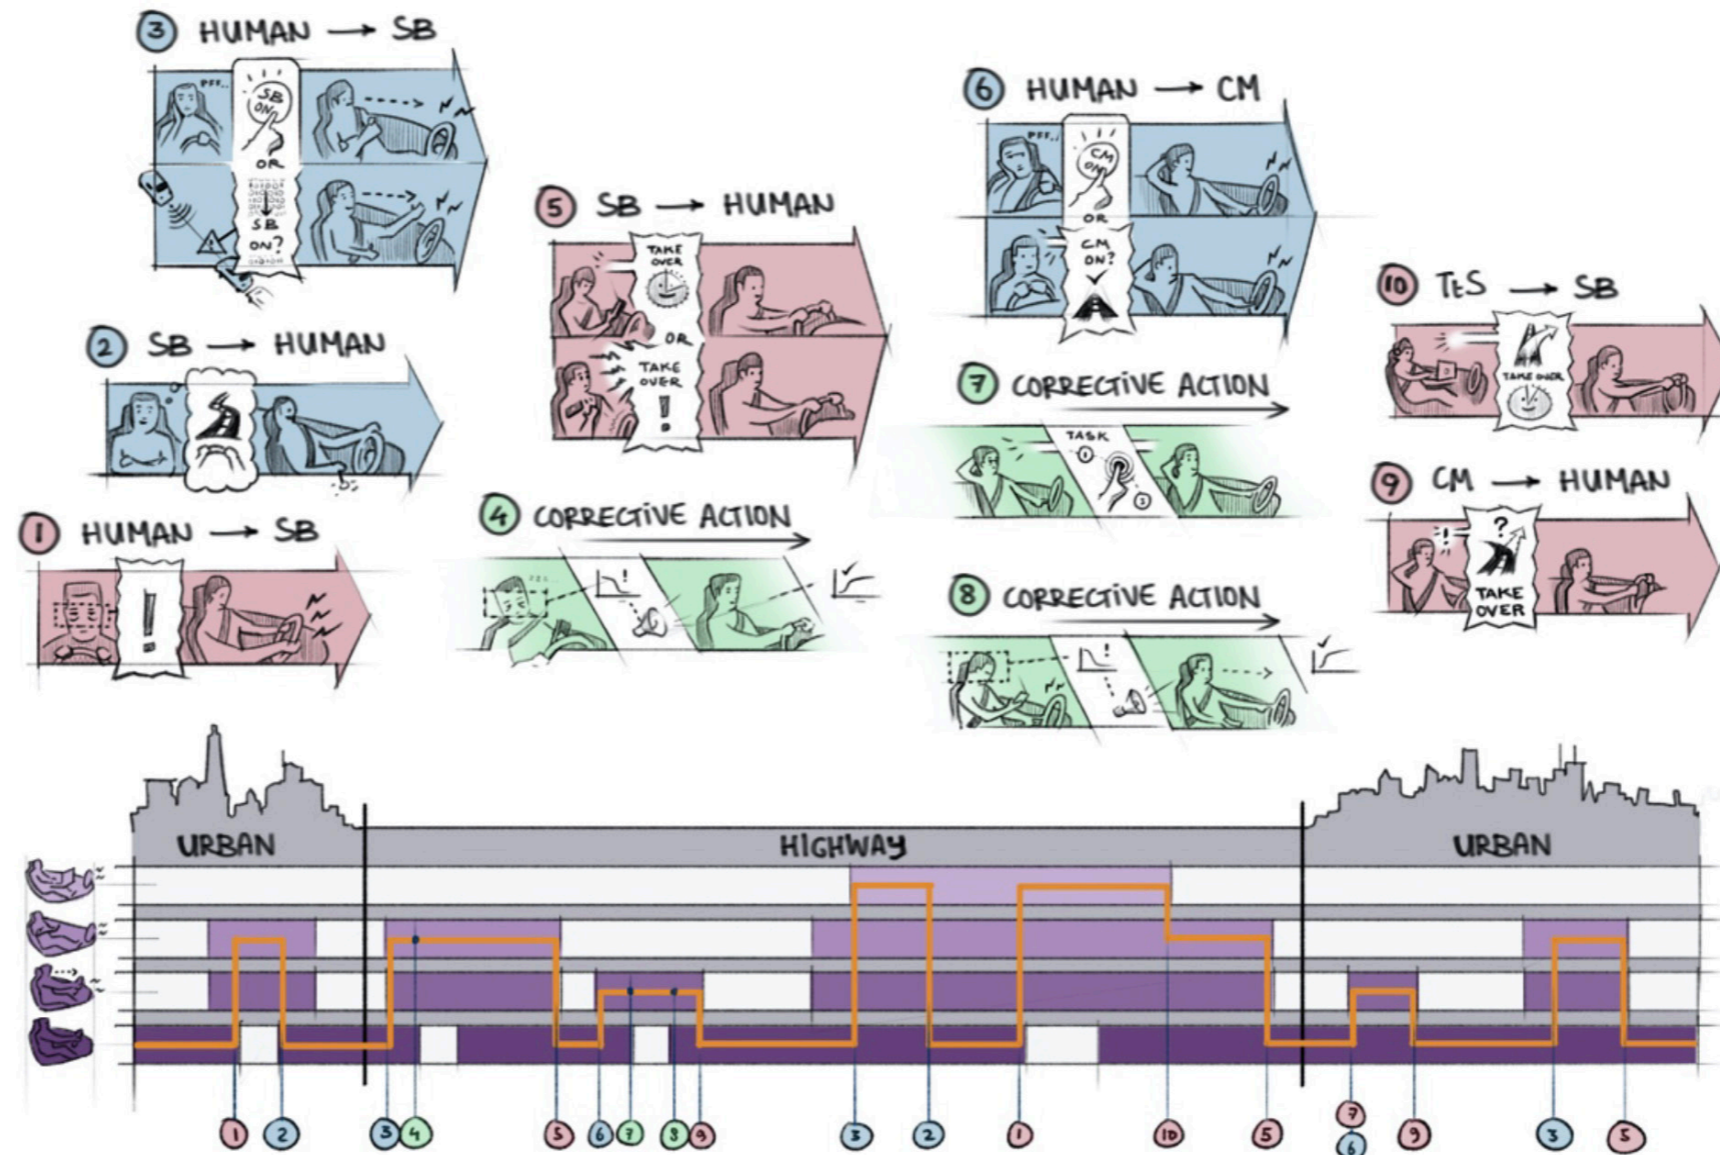 3 HUMAN → SB
PFF..
SB ON
OR
SB ON?
2 SB → HUMAN
1 HUMAN → SB
!
5 SB → HUMAN
TAKE OVER
OR
TAKE OVER
!
4 CORRECTIVE ACTION
!
6 HUMAN → CM
PFF..
CM ON
OR
CM ON?
7 CORRECTIVE ACTION
TASK
1
2
8 CORRECTIVE ACTION
!
10 TES → SB
TAKE OVER
9 CM → HUMAN
!
?
TAKE OVER
URBAN
HIGHWAY
URBAN
1 2 3 4 5 6 7 8 9 3 2 1 10 5 7 9 3 5
6